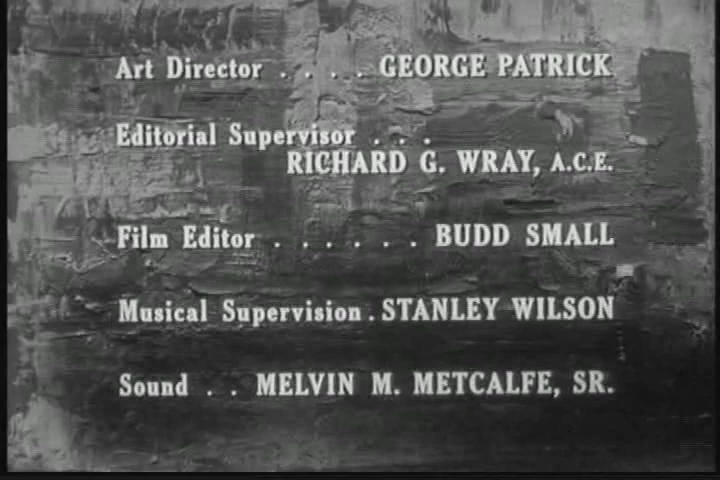 Art Director . . . . GEORGE PATRICK
Editorial Supervisor . . .
RICHARD G. WRAY, A.C.E.
Film Editor . . . . . . BUDD SMALL
Musical Supervision . STANLEY WILSON
Sound . . MELVIN M. METCALFE, SR.